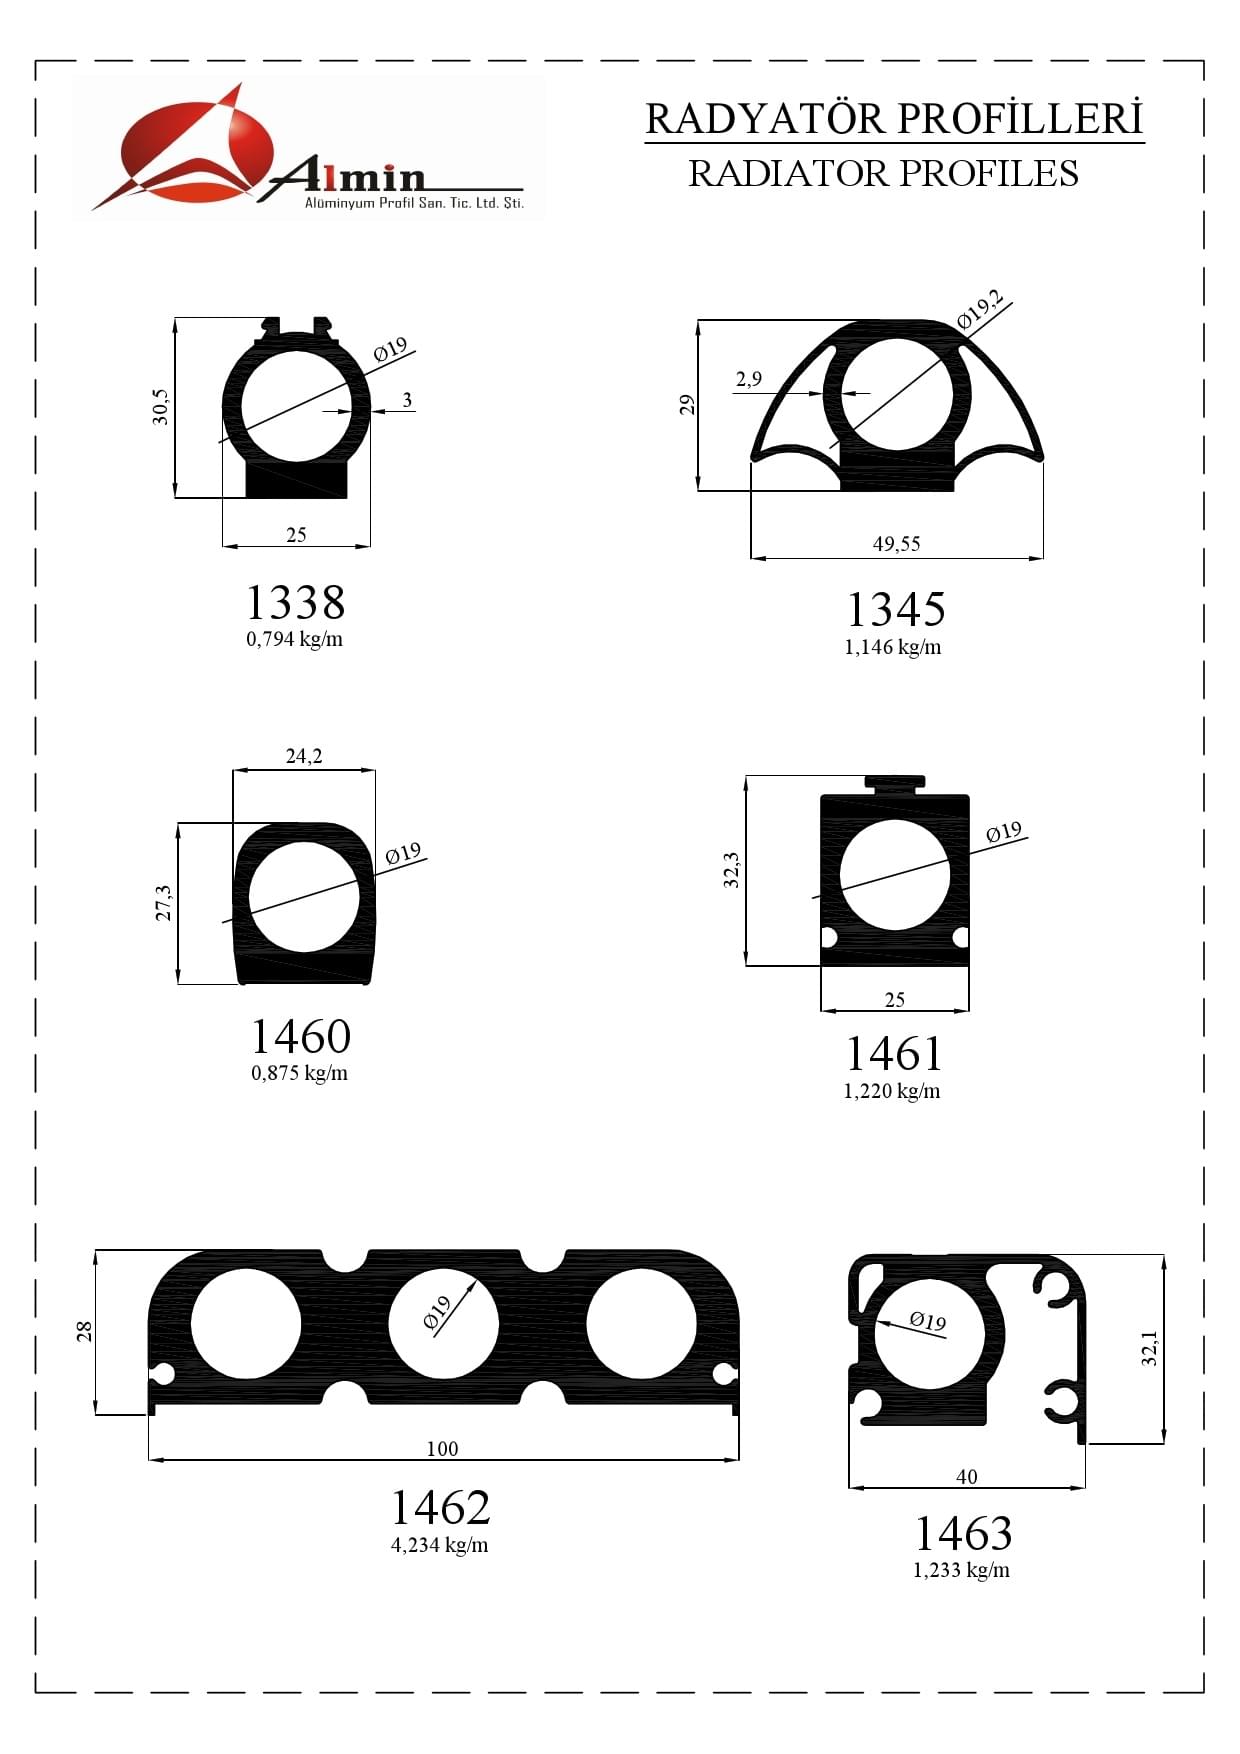 Almin
Alüminyum Profil San. Tic. Ltd. Şti.
RADYATÖR PROFİLLERİ
RADIATOR PROFILES
30,5
Ø19
3
25
1338
0,794 kg/m
Ø19,2
2,9
29
49,55
1345
1,146 kg/m
24,2
Ø19
27,3
1460
0,875 kg/m
Ø19
32,3
25
1461
1,220 kg/m
28
Ø19
100
1462
4,234 kg/m
Ø19
32,1
40
1463
1,233 kg/m